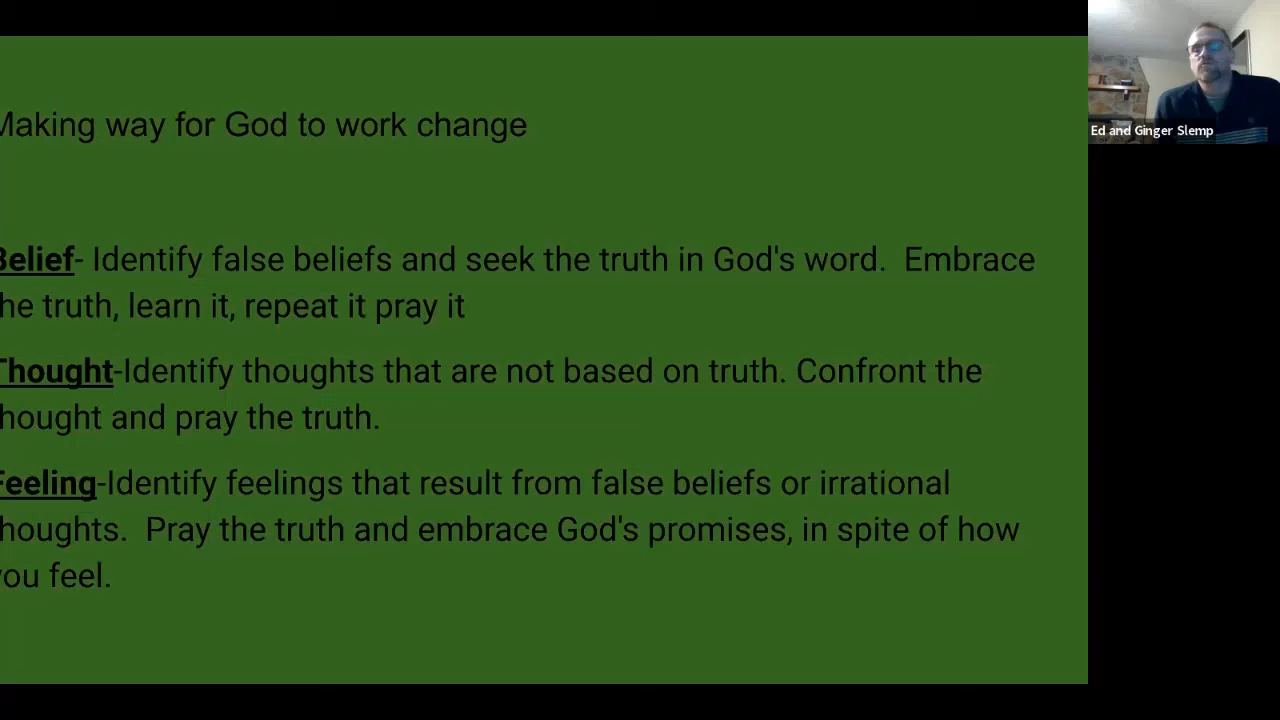 Making way for God to work change
Belief- Identify false beliefs and seek the truth in God's word. Embrace
he truth, learn it, repeat it pray it
Thought-Identify thoughts that are not based on truth. Confront the
hought and pray the truth.
Feeling-Identify feelings that result from false beliefs or irrational
houghts. Pray the truth and embrace God's promises, in spite of how
you feel.
Ed and Ginger Slemp